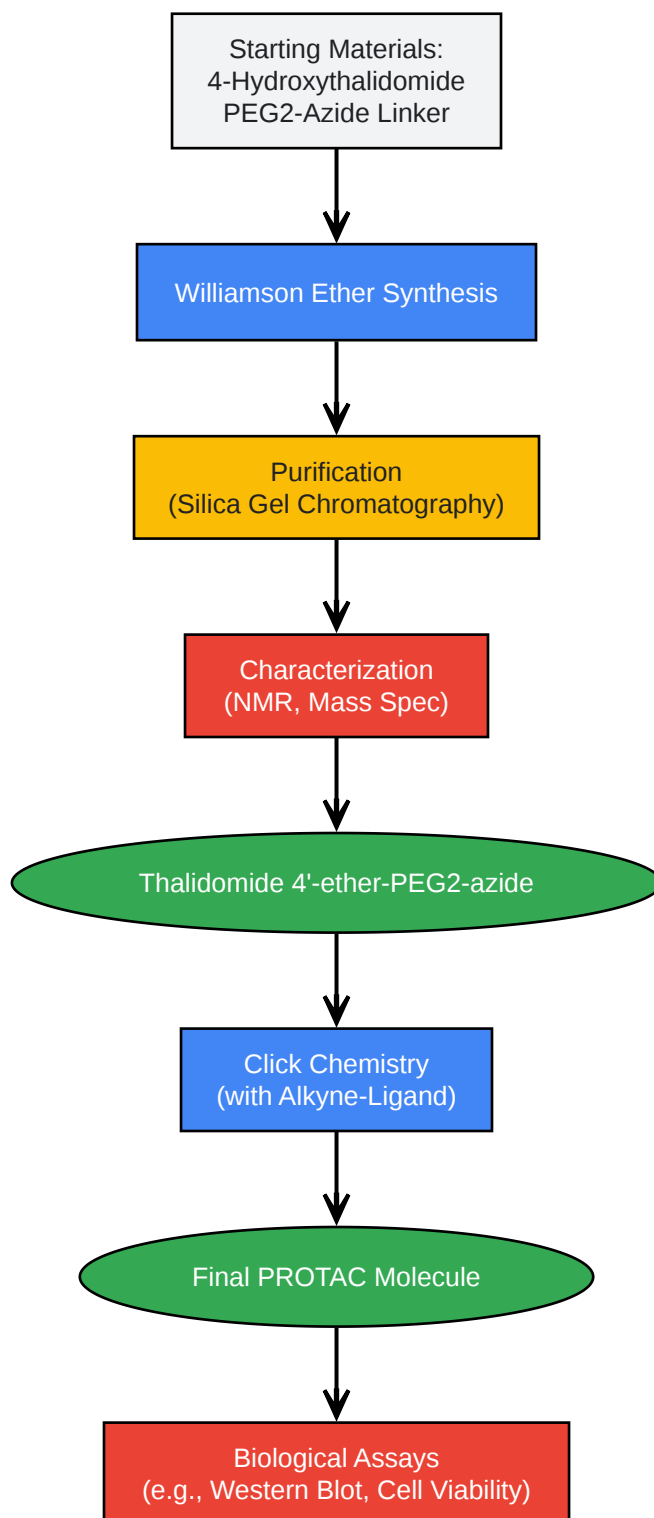 Starting Materials:
4-Hydroxythalidomide
PEG2-Azide Linker
Williamson Ether Synthesis
Purification
(Silica Gel Chromatography)
Characterization
(NMR, Mass Spec)
Thalidomide 4'-ether-PEG2-azide
Click Chemistry
(with Alkyne-Ligand)
Final PROTAC Molecule
Biological Assays
(e.g., Western Blot, Cell Viability)